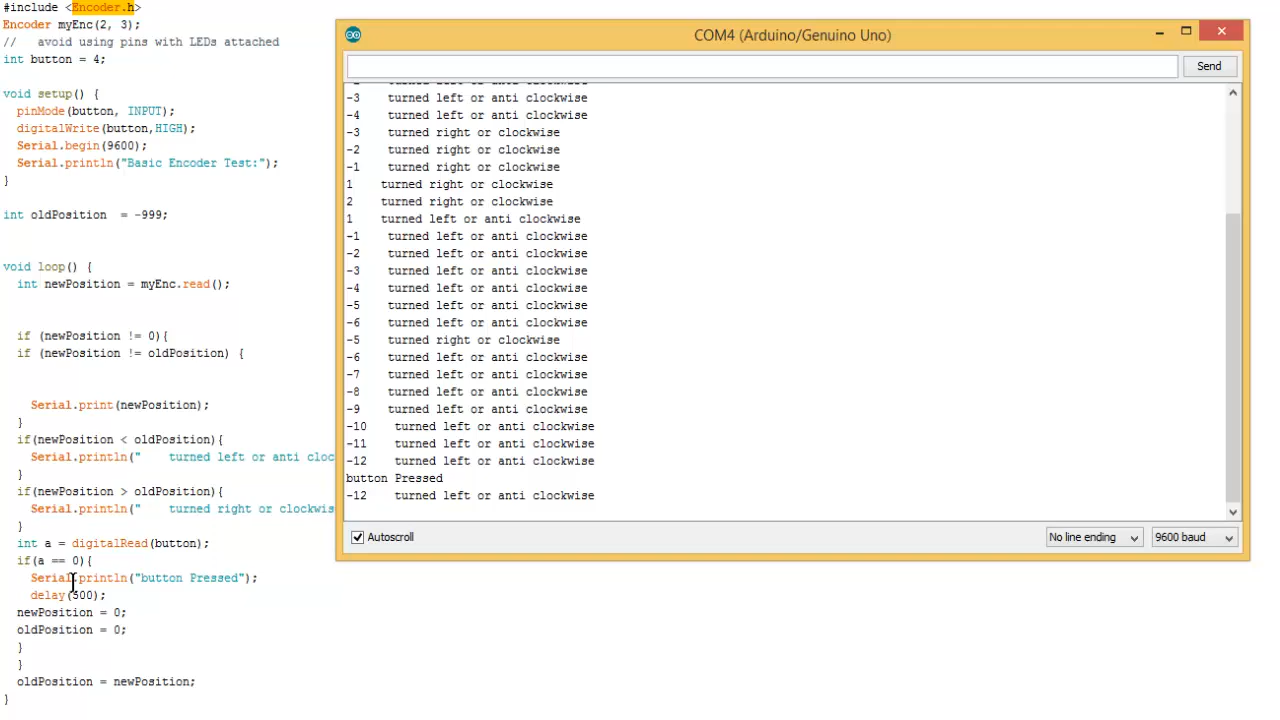 #include <Encoder.h>
Encoder myEnc(2, 3);
//   avoid using pins with LEDs attached
int button = 4;
void setup() {
  pinMode(button, INPUT);
  digitalWrite(button,HIGH);
  Serial.begin(9600);
  Serial.println("Basic Encoder Test:");
}
int oldPosition  = -999;
void loop() {
  int newPosition = myEnc.read();
  if (newPosition != 0){
  if (newPosition != oldPosition) {
    Serial.print(newPosition);
  }
  if(newPosition < oldPosition){
    Serial.println("    turned left or anti cloc
  }
  if(newPosition > oldPosition){
    Serial.println("    turned right or clockwis
  }
  int a = digitalRead(button);
  if(a == 0){
    Serial.println("button Pressed");
    delay(500);
  newPosition = 0;
  oldPosition = 0;
  }
  }
  oldPosition = newPosition;
}
COM4 (Arduino/Genuino Uno)
Send
-3    turned left or anti clockwise
-4    turned left or anti clockwise
-3    turned right or clockwise
-2    turned right or clockwise
-1    turned right or clockwise
1    turned right or clockwise
2    turned right or clockwise
1    turned left or anti clockwise
-1    turned left or anti clockwise
-2    turned left or anti clockwise
-3    turned left or anti clockwise
-4    turned left or anti clockwise
-5    turned left or anti clockwise
-6    turned left or anti clockwise
-5    turned right or clockwise
-6    turned left or anti clockwise
-7    turned left or anti clockwise
-8    turned left or anti clockwise
-9    turned left or anti clockwise
-10    turned left or anti clockwise
-11    turned left or anti clockwise
-12    turned left or anti clockwise
button Pressed
-12    turned left or anti clockwise
Autoscroll
No line ending
9600 baud